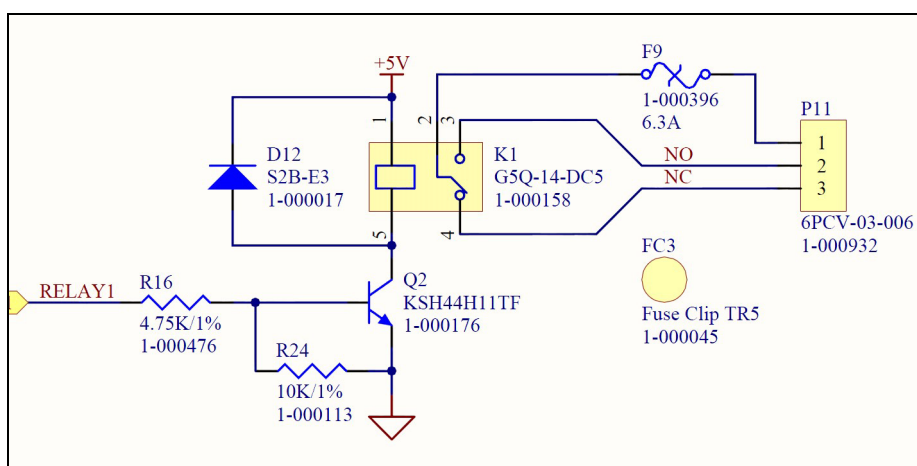 +5V
F9
1-000396
6.3A
P11
1
2
3
D12
S2B-E3
1-000017
1
2
3
K1
G5Q-14-DC5
1-000158
NO
NC
5
4
6PCV-03-006
1-000932
FC3
Fuse Clip TR5
1-000045
RELAY1
R16
4.75K/1%
1-000476
Q2
KSH44H11TF
1-000176
R24
10K/1%
1-000113